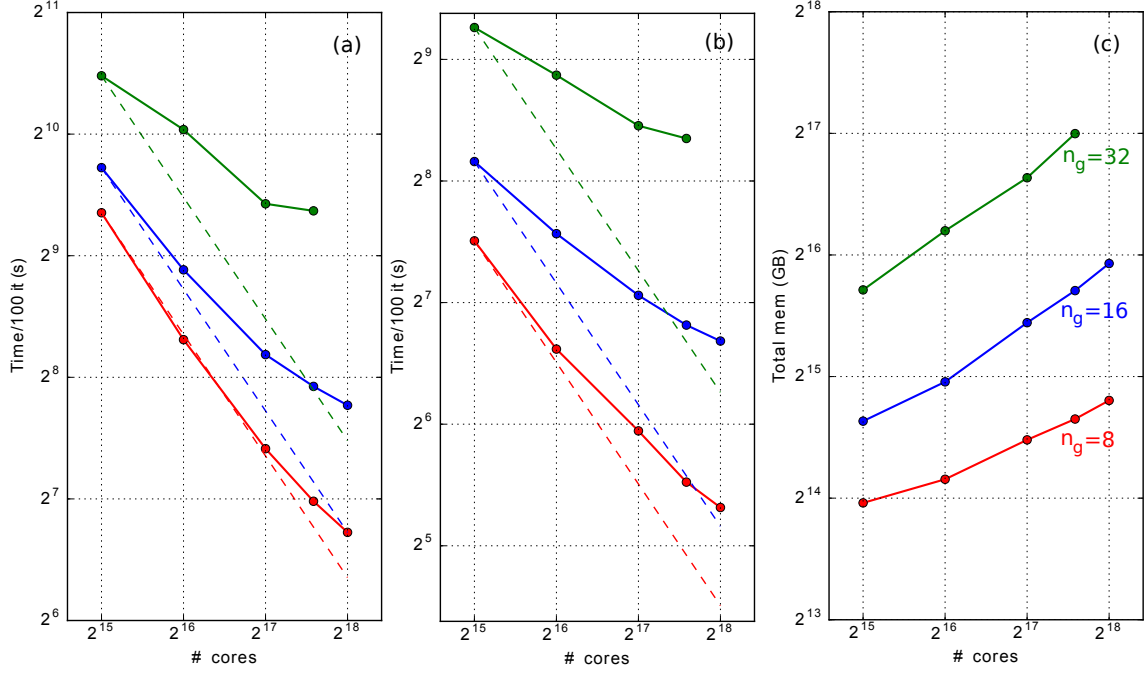 (a)
Time/100 it (s)
2^11
2^10
2^9
2^8
2^7
2^6
2^15 2^16 2^17 2^18
# cores
(b)
Time/100 it (s)
2^9
2^8
2^7
2^6
2^5
2^15 2^16 2^17 2^18
# cores
(c)
Total mem (GB)
2^18
2^17
2^16
2^15
2^14
2^13
n_g=32
n_g=16
n_g=8
2^15 2^16 2^17 2^18
# cores